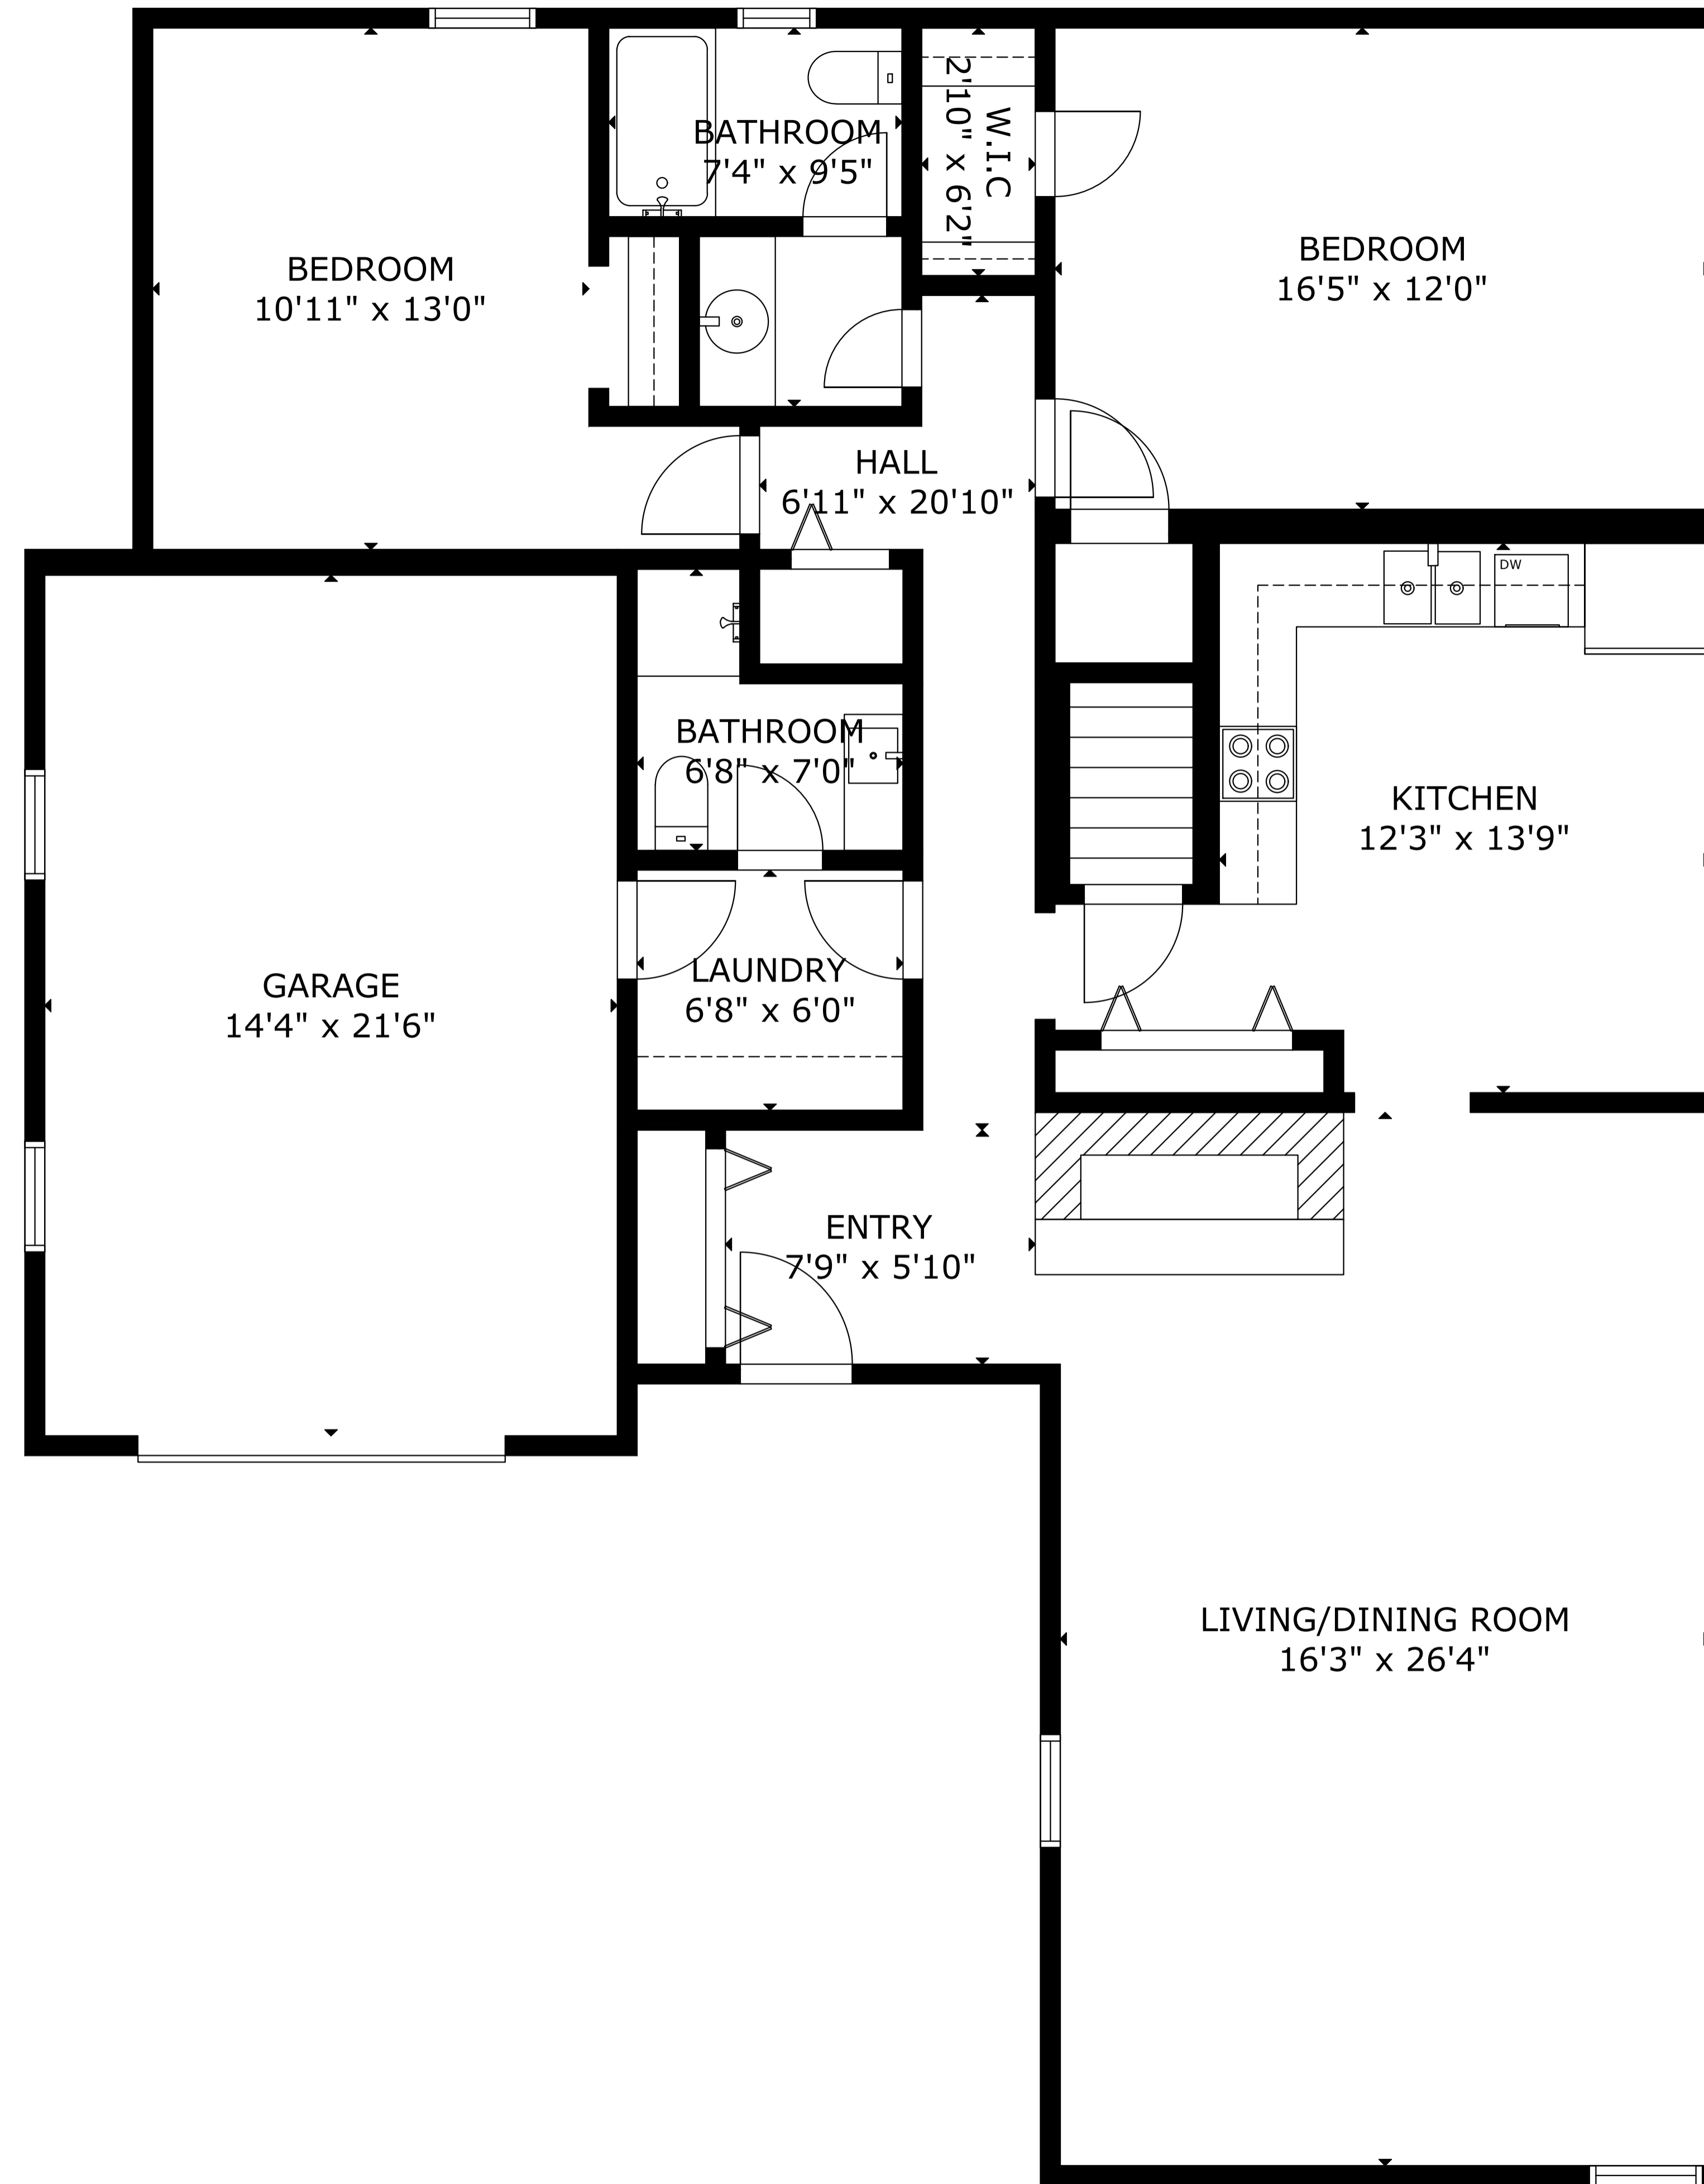 BATHROOM
7'4" x 9'5"
W.I.C
2'10" x 6'2"
BEDROOM
10'11" x 13'0"
BEDROOM
16'5" x 12'0"
HALL
6'11" x 20'10"
DW
BATHROOM
6'8" x 7'0"
KITCHEN
12'3" x 13'9"
GARAGE
14'4" x 21'6"
LAUNDRY
6'8" x 6'0"
ENTRY
7'9" x 5'10"
LIVING/DINING ROOM
16'3" x 26'4"